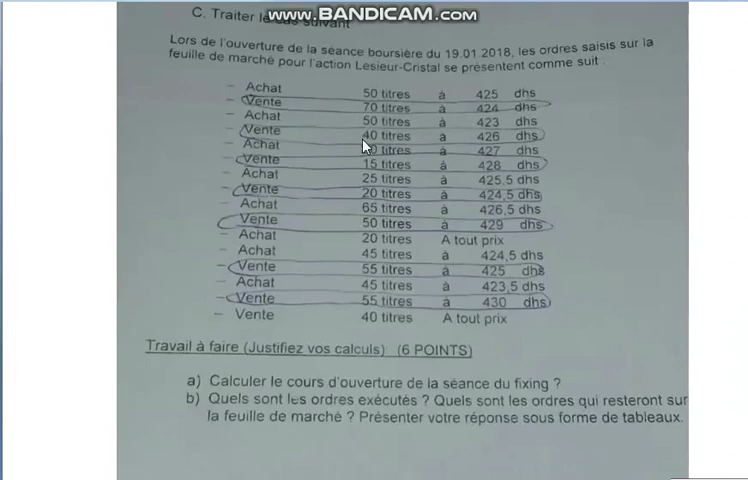 C. Traiter le cas suivant
www.BANDICAM.com
Lors de l'ouverture de la séance boursière du 19.01 2018, les ordres saisis sur la
feuille de marché pour l'action Lesieur-Cristal se présentent comme suit :
– Achat 50 titres à 425 dhs
– Vente 70 titres à 424 dhs
– Achat 50 titres à 423 dhs
– Vente 40 titres à 426 dhs
– Achat titres à 427 dhs
– Vente 15 titres à 428 dhs
– Achat 25 titres à 425,5 dhs
– Vente 20 titres à 424,5 dhs
– Achat 65 titres à 426,5 dhs
– Vente 50 titres à 429 dhs
– Achat 20 titres A tout prix
– Achat 45 titres à 424,5 dhs
– Vente 55 titres à 425 dhs
– Achat 45 titres à 423,5 dhs
– Vente 55 titres à 430 dhs
– Vente 40 titres A tout prix
Travail à faire (Justifiez vos calculs) (6 POINTS)
a) Calculer le cours d'ouverture de la séance du fixing ?
b) Quels sont les ordres exécutés ? Quels sont les ordres qui resteront sur
la feuille de marché ? Présenter votre réponse sous forme de tableaux.